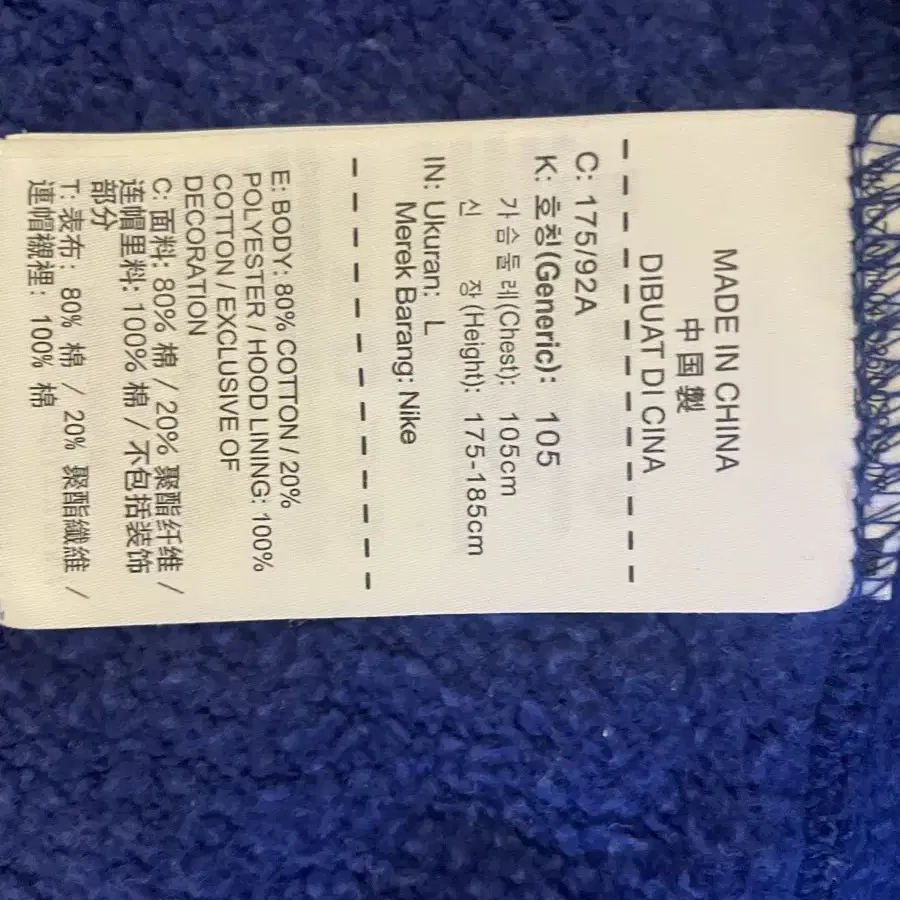 MADE IN CHINA
中国製
DIBUAT DI CINA
C: 175/92A
K: 호칭(Generic): 105
가슴둘레(Chest): 105cm
신 장(Height): 175-185cm
IN: Ukuran: L
Merek Barang: Nike
E: BODY: 80% COTTON / 20%
POLYESTER / HOOD LINING: 100%
COTTON / EXCLUSIVE OF
DECORATION
C: 面料: 80% 棉 / 20% 聚酯纤维 /
连帽里料: 100% 棉 / 不包括装饰
部分
T: 表布: 80% 棉 / 20% 聚酯纖維 /
連帽襯裡: 100% 棉